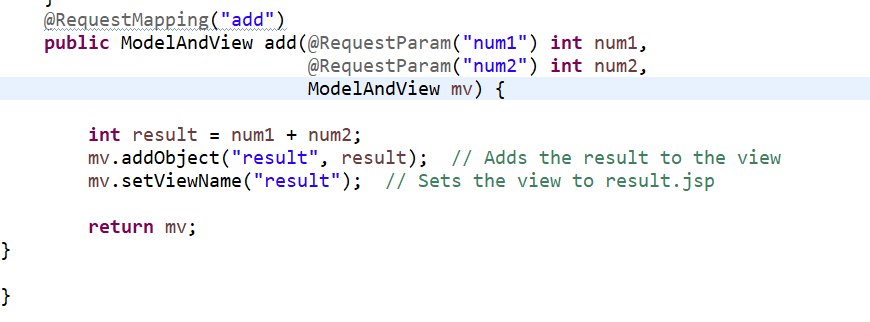 }
@RequestMapping("add")
public ModelAndView add(@RequestParam("num1") int num1,
@RequestParam("num2") int num2,
ModelAndView mv) {
int result = num1 + num2;
mv.addObject("result", result);  // Adds the result to the view
mv.setViewName("result");  // Sets the view to result.jsp
return mv;
}
}